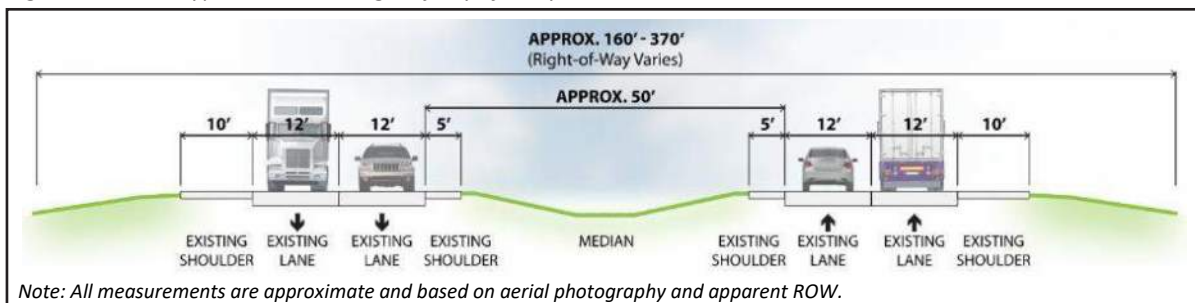 APPROX. 160' - 370'
(Right-of-Way Varies)
APPROX. 50'
10' 12' 12' 5' 5' 12' 12' 10'
EXISTING SHOULDER EXISTING LANE EXISTING LANE EXISTING SHOULDER MEDIAN EXISTING SHOULDER EXISTING LANE EXISTING LANE EXISTING SHOULDER
Note: All measurements are approximate and based on aerial photography and apparent ROW.